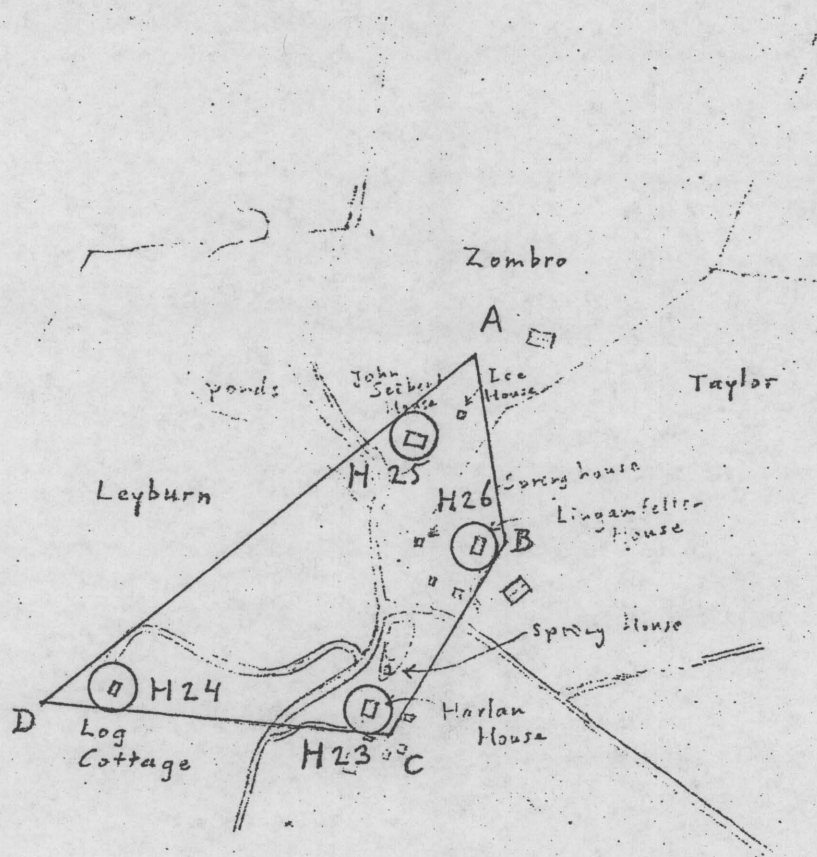 Zombro
A
John
Seibert
House
Ice
House
ponds
Taylor
H 25
Leyburn
Spring house
H26
Lingamfelter
House
B
Spring House
H24
D
Log
Cottage
Harlan
House
H23
C